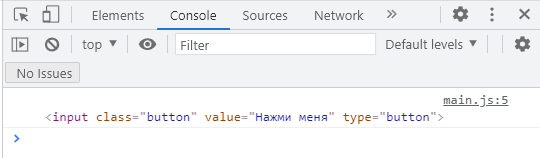 Elements Console Sources Network »
top ▼ Filter Default levels ▼
No Issues
main.js:5
<input class="button" value="Нажми меня" type="button">
>